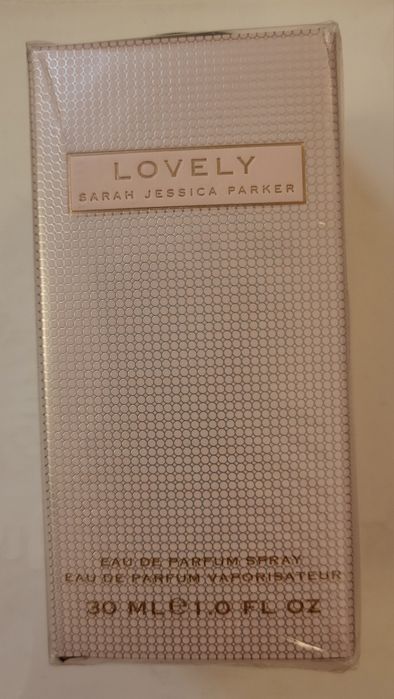 LOVELY
SARAH JESSICA PARKER
EAU DE PARFUM SPRAY
EAU DE PARFUM VAPORISATEUR
30 ML ℮ 1.0 FL OZ